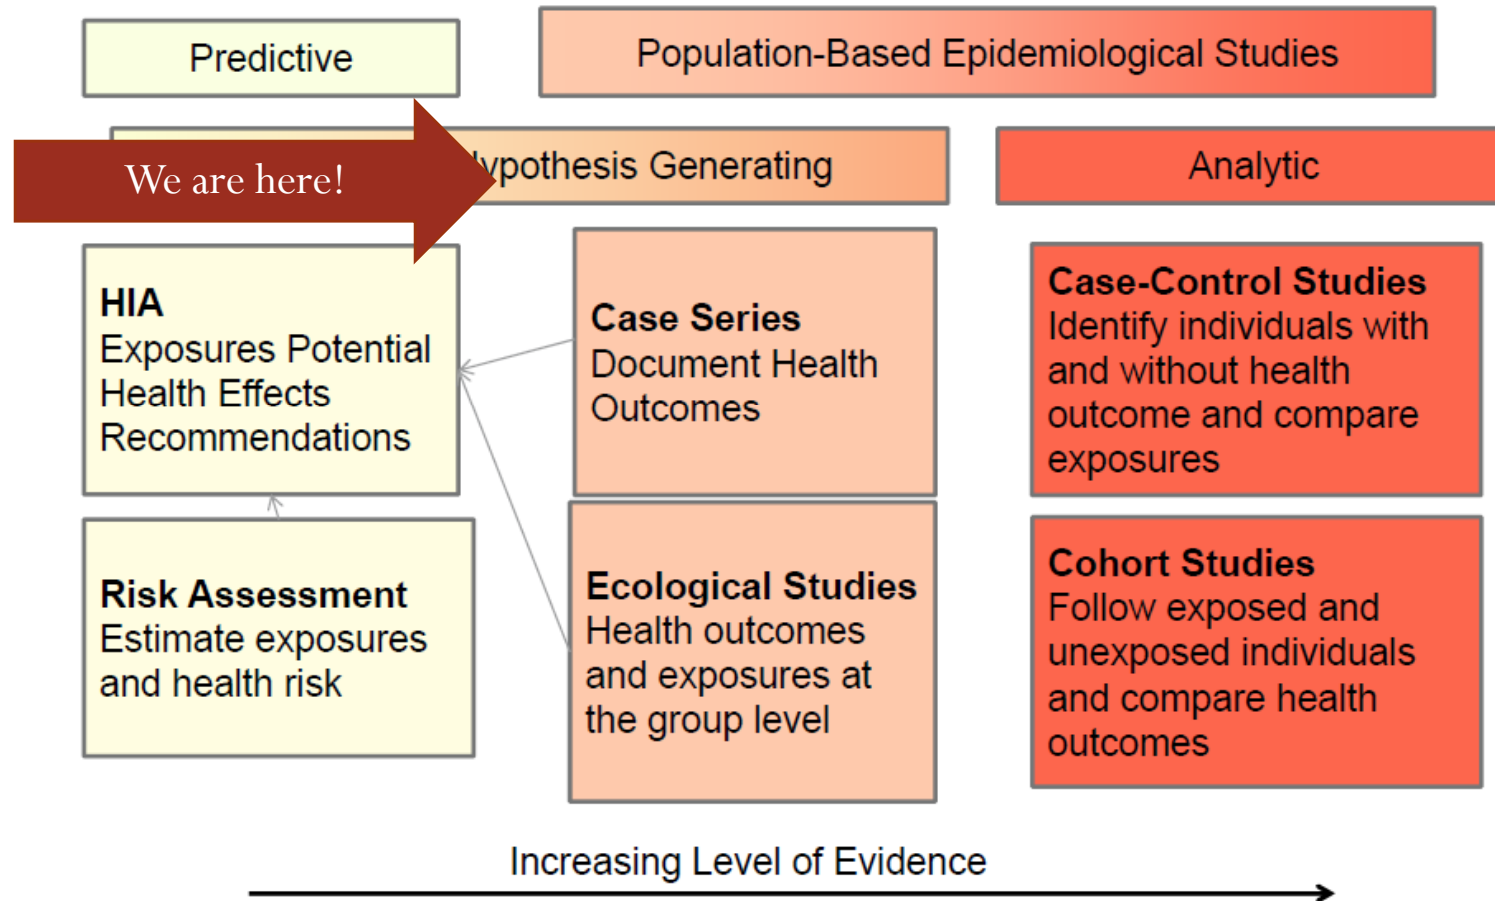 Predictive
Population-Based Epidemiological Studies
We are here!
ypothesis Generating
Analytic
HIA
Exposures Potential
Health Effects
Recommendations
Case Series
Document Health
Outcomes
Case-Control Studies
Identify individuals with
and without health
outcome and compare
exposures
Risk Assessment
Estimate exposures
and health risk
Ecological Studies
Health outcomes
and exposures at
the group level
Cohort Studies
Follow exposed and
unexposed individuals
and compare health
outcomes
Increasing Level of Evidence